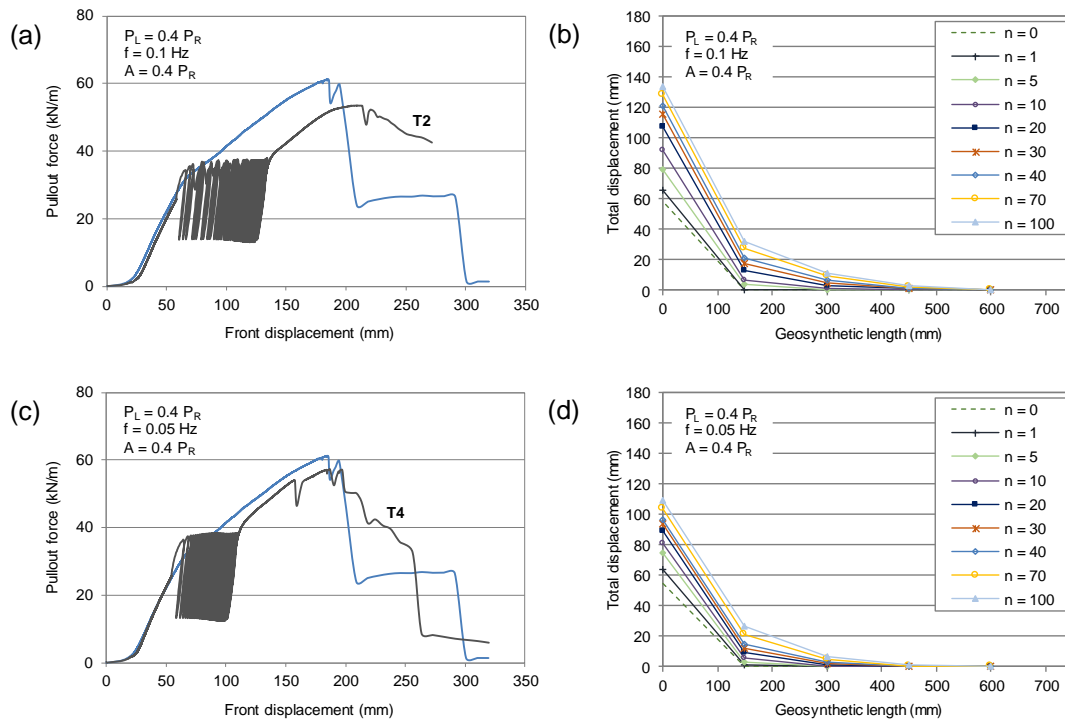 (a)
P_L = 0.4 P_R
f = 0.1 Hz
A = 0.4 P_R
Pullout force (kN/m)
80
60
40
20
0
T2
0 50 100 150 200 250 300 350
Front displacement (mm)
(b)
P_L = 0.4 P_R
f = 0.1 Hz
A = 0.4 P_R
Total displacement (mm)
180
160
140
120
100
80
60
40
20
0
0 100 200 300 400 500 600 700
Geosynthetic length (mm)
n = 0
n = 1
n = 5
n = 10
n = 20
n = 30
n = 40
n = 70
n = 100
(c)
P_L = 0.4 P_R
f = 0.05 Hz
A = 0.4 P_R
Pullout force (kN/m)
80
60
40
20
0
T4
0 50 100 150 200 250 300 350
Front displacement (mm)
(d)
P_L = 0.4 P_R
f = 0.05 Hz
A = 0.4 P_R
Total displacement (mm)
180
160
140
120
100
80
60
40
20
0
0 100 200 300 400 500 600 700
Geosynthetic length (mm)
n = 0
n = 1
n = 5
n = 10
n = 20
n = 30
n = 40
n = 70
n = 100